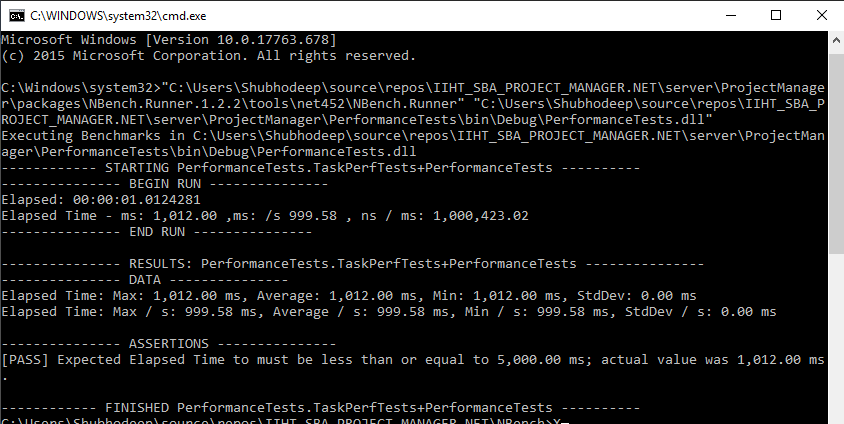 C:\WINDOWS\system32\cmd.exe
Microsoft Windows [Version 10.0.17763.678]
(c) 2015 Microsoft Corporation. All rights reserved.
C:\Windows\system32>"C:\Users\Shubhodeep\source\repos\IIHT_SBA_PROJECT_MANAGER.NET\server\ProjectManage
r\packages\NBench.Runner.1.2.2\tools\net452\NBench.Runner" "C:\Users\Shubhodeep\source\repos\IIHT_SBA_P
ROJECT_MANAGER.NET\server\ProjectManager\PerformanceTests\bin\Debug\PerformanceTests.dll"
Executing Benchmarks in C:\Users\Shubhodeep\source\repos\IIHT_SBA_PROJECT_MANAGER.NET\server\ProjectMan
ager\PerformanceTests\bin\Debug\PerformanceTests.dll
------------ STARTING PerformanceTests.TaskPerfTests+PerformanceTests ----------
--------------- BEGIN RUN ---------------
Elapsed: 00:00:01.0124281
Elapsed Time - ms: 1,012.00 ,ms: /s 999.58 , ns / ms: 1,000,423.02
--------------- END RUN ---------------
--------------- RESULTS: PerformanceTests.TaskPerfTests+PerformanceTests ---------------
--------------- DATA ---------------
Elapsed Time: Max: 1,012.00 ms, Average: 1,012.00 ms, Min: 1,012.00 ms, StdDev: 0.00 ms
Elapsed Time: Max / s: 999.58 ms, Average / s: 999.58 ms, Min / s: 999.58 ms, StdDev / s: 0.00 ms
--------------- ASSERTIONS ---------------
[PASS] Expected Elapsed Time to must be less than or equal to 5,000.00 ms; actual value was 1,012.00 ms
.
------------ FINISHED PerformanceTests.TaskPerfTests+PerformanceTests ----------
C:\Users\Shubhodeep\source\repos\IIHT_SBA_PROJECT_MANAGER.NET\NBench>X